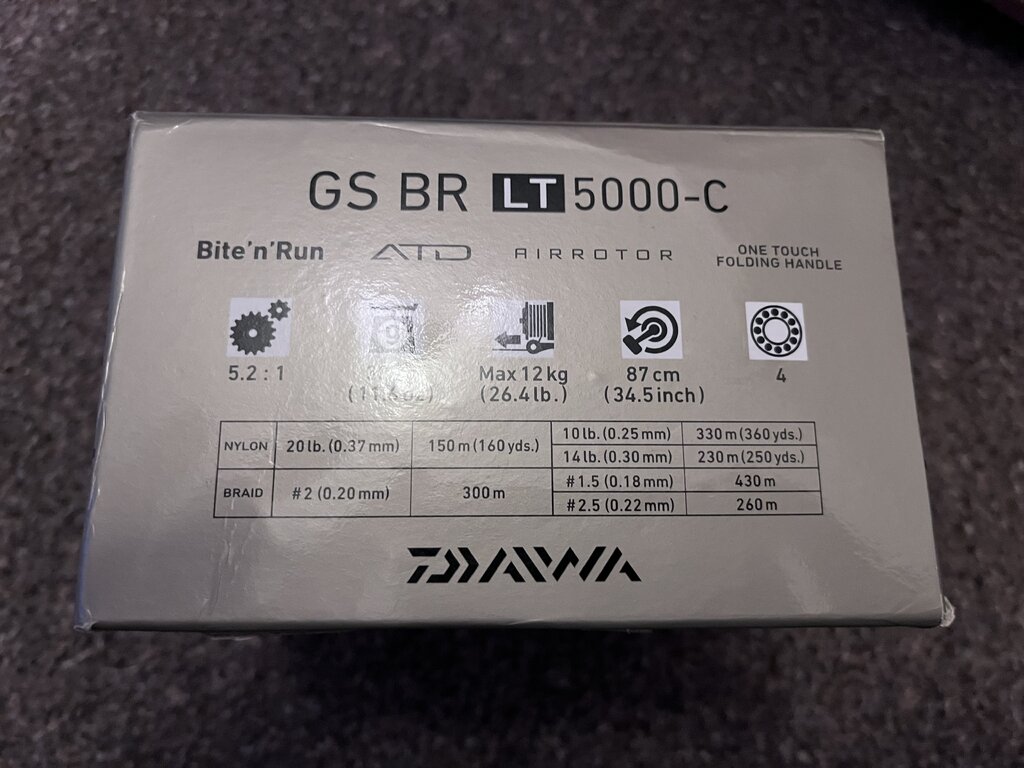 GS BR LT 5000-C
Bite'n'Run ATD AIRROTOR ONE TOUCH FOLDING HANDLE
5.2 : 1
Max 12 kg (26.4 lb.)
87 cm (34.5 inch)
4
NYLON 20 lb. (0.37 mm) 150 m (160 yds.) 10 lb. (0.25 mm) 330 m (360 yds.)
14 lb. (0.30 mm) 230 m (250 yds.)
BRAID #2 (0.20 mm) 300 m #1.5 (0.18 mm) 430 m
#2.5 (0.22 mm) 260 m
DAIWA